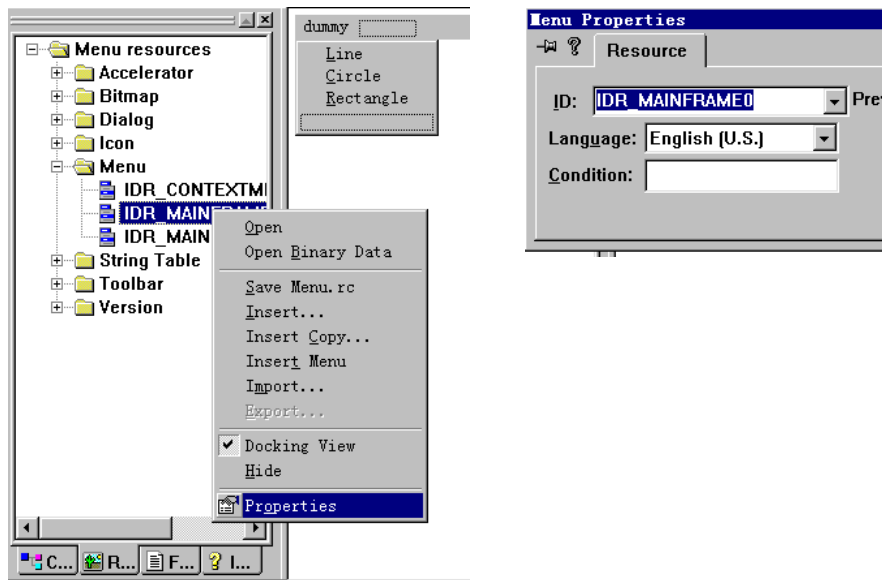 Menu resources
Accelerator
Bitmap
Dialog
Icon
Menu
IDR_CONTEXTM
IDR_MAINFRAME
IDR_MAIN
String Table
Toolbar
Version
C...
R...
F...
I...
dummy
Line
Circle
Rectangle
Open
Open Binary Data
Save Menu.rc
Insert...
Insert Copy...
Insert Menu
Import...
Export...
Docking View
Hide
Properties
Menu Properties
Resource
ID: IDR_MAINFRAME0 Pre
Language: English (U.S.)
Condition: